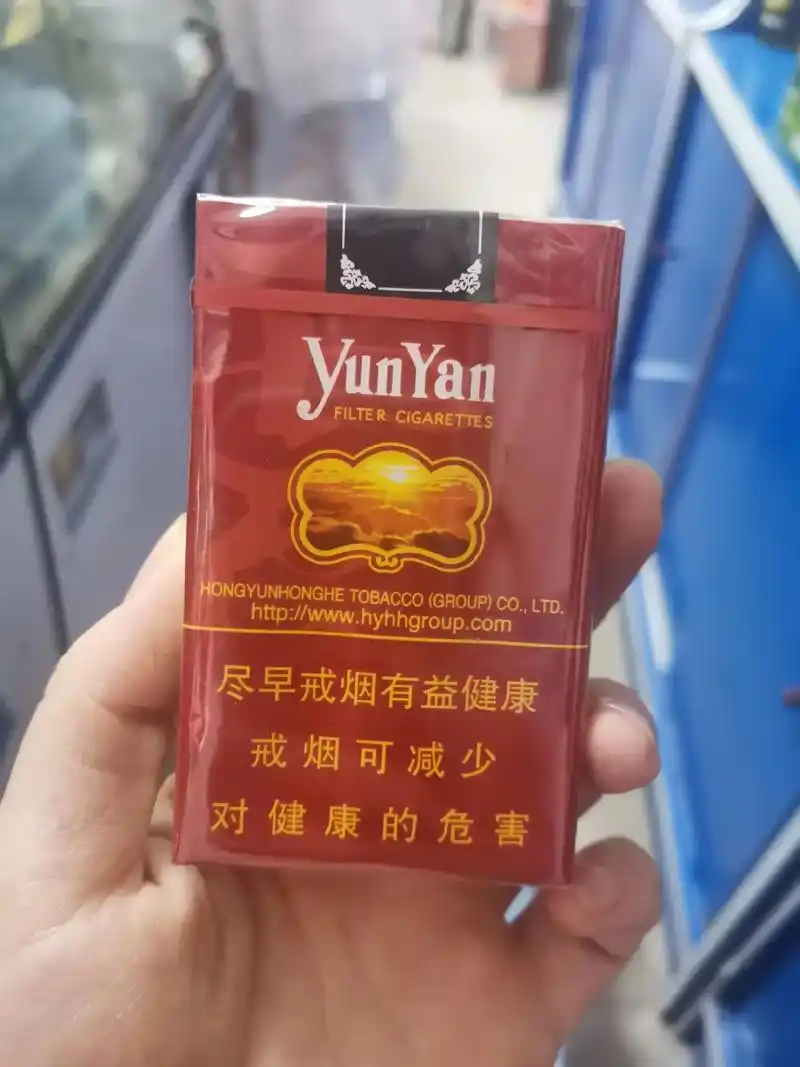 YunYan
FILTER CIGARETTES
HONGYUNHONGHE TOBACCO (GROUP) CO., LTD.
http://www.hyhhgroup.com
尽早戒烟有益健康
戒烟可减少
对健康的危害